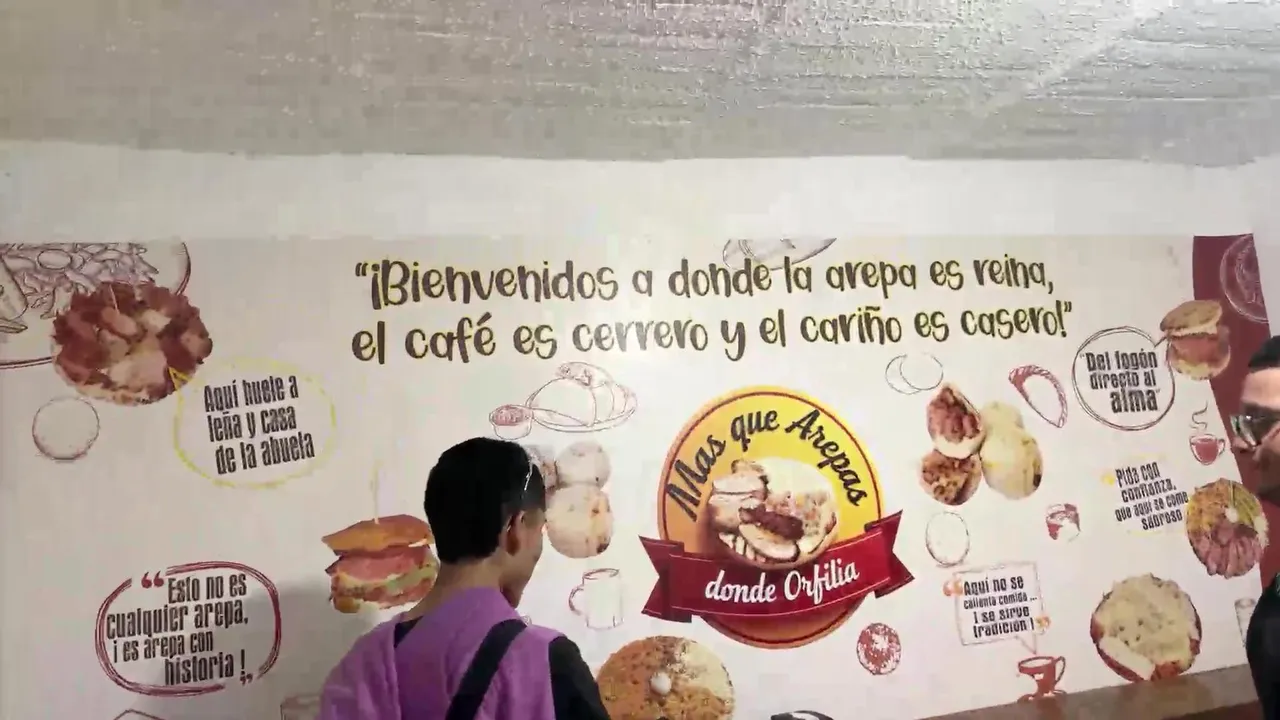 “¡Bienvenidos a donde la arepa es reina,
el café es cerrero y el cariño es casero!”
Aquí huele a
leña y casa
de la abuela
“Esto no es
cualquier arepa,
¡ es arepa con
historia !„
Mas que Arepas
donde Orfilia
"Del fogón
directo al
alma"
“Pida con
confianza,
que aquí se come
sabroso
“Aquí no se
calienta comida ...
¡ se sirve
tradición !”